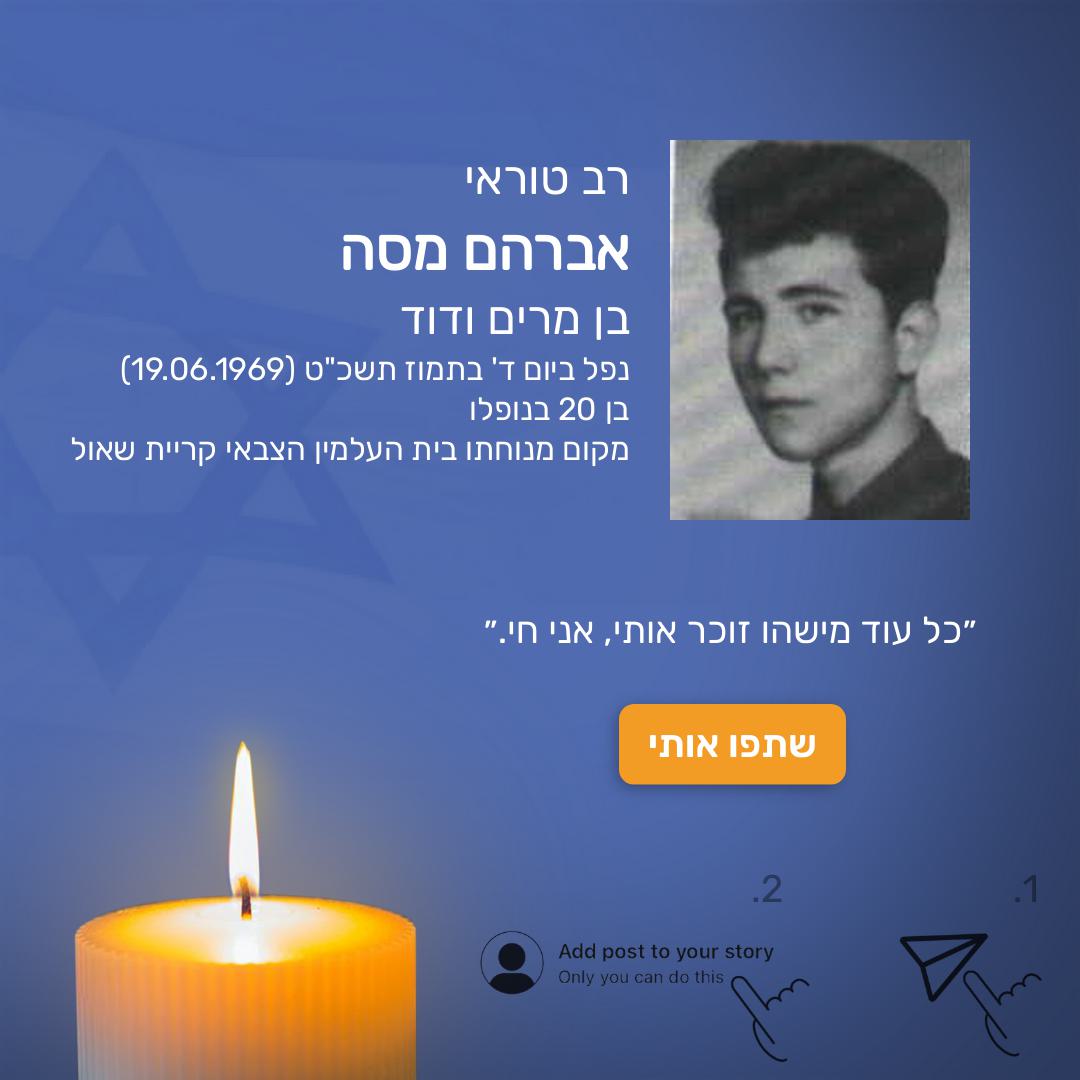 רב טוראי
אברהם מסה
בן מרים ודוד
נפל ביום ד' בתמוז תשכ"ט (19.06.1969)
בן 20 בנופלו
מקום מנוחתו בית העלמין הצבאי קריית שאול
״כל עוד מישהו זוכר אותי, אני חי.״
שתפו אותי
.1
.2
Add post to your story
Only you can do this